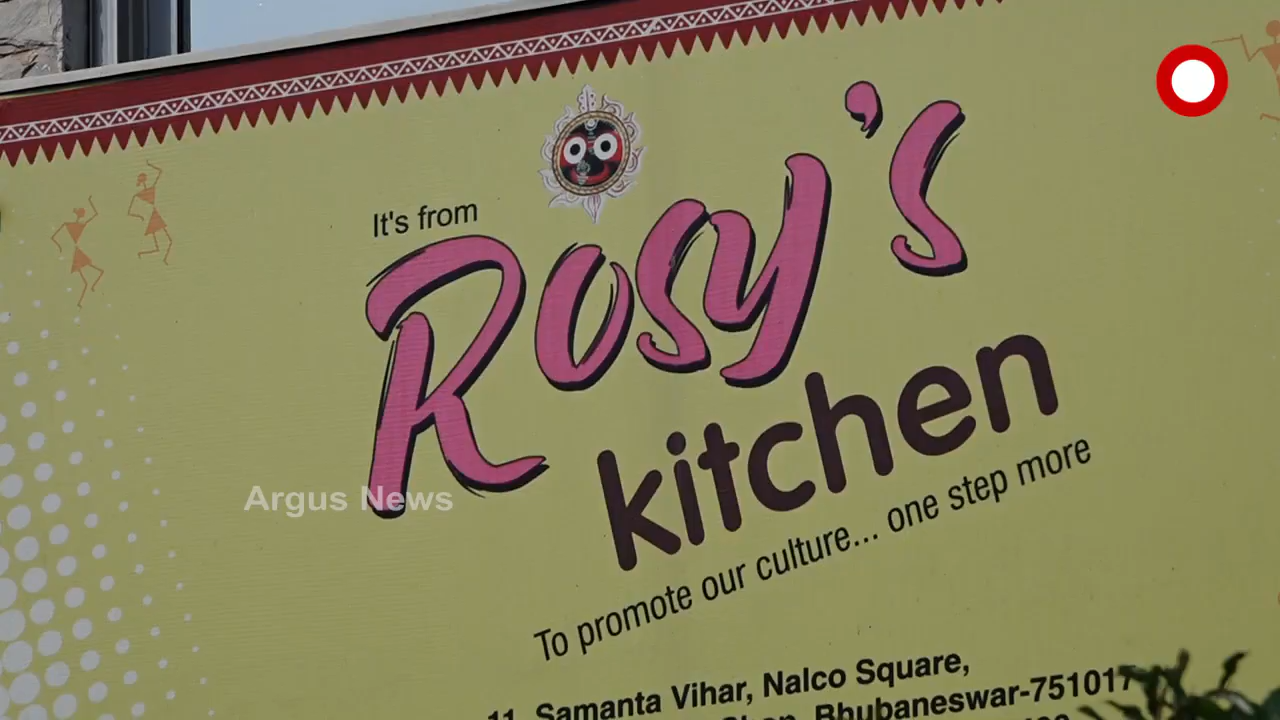 It's from
Rosy's
kitchen
To promote our culture... one step more
Argus News
11, Samanta Vihar, Nalco Square,
Bhubaneswar-751017